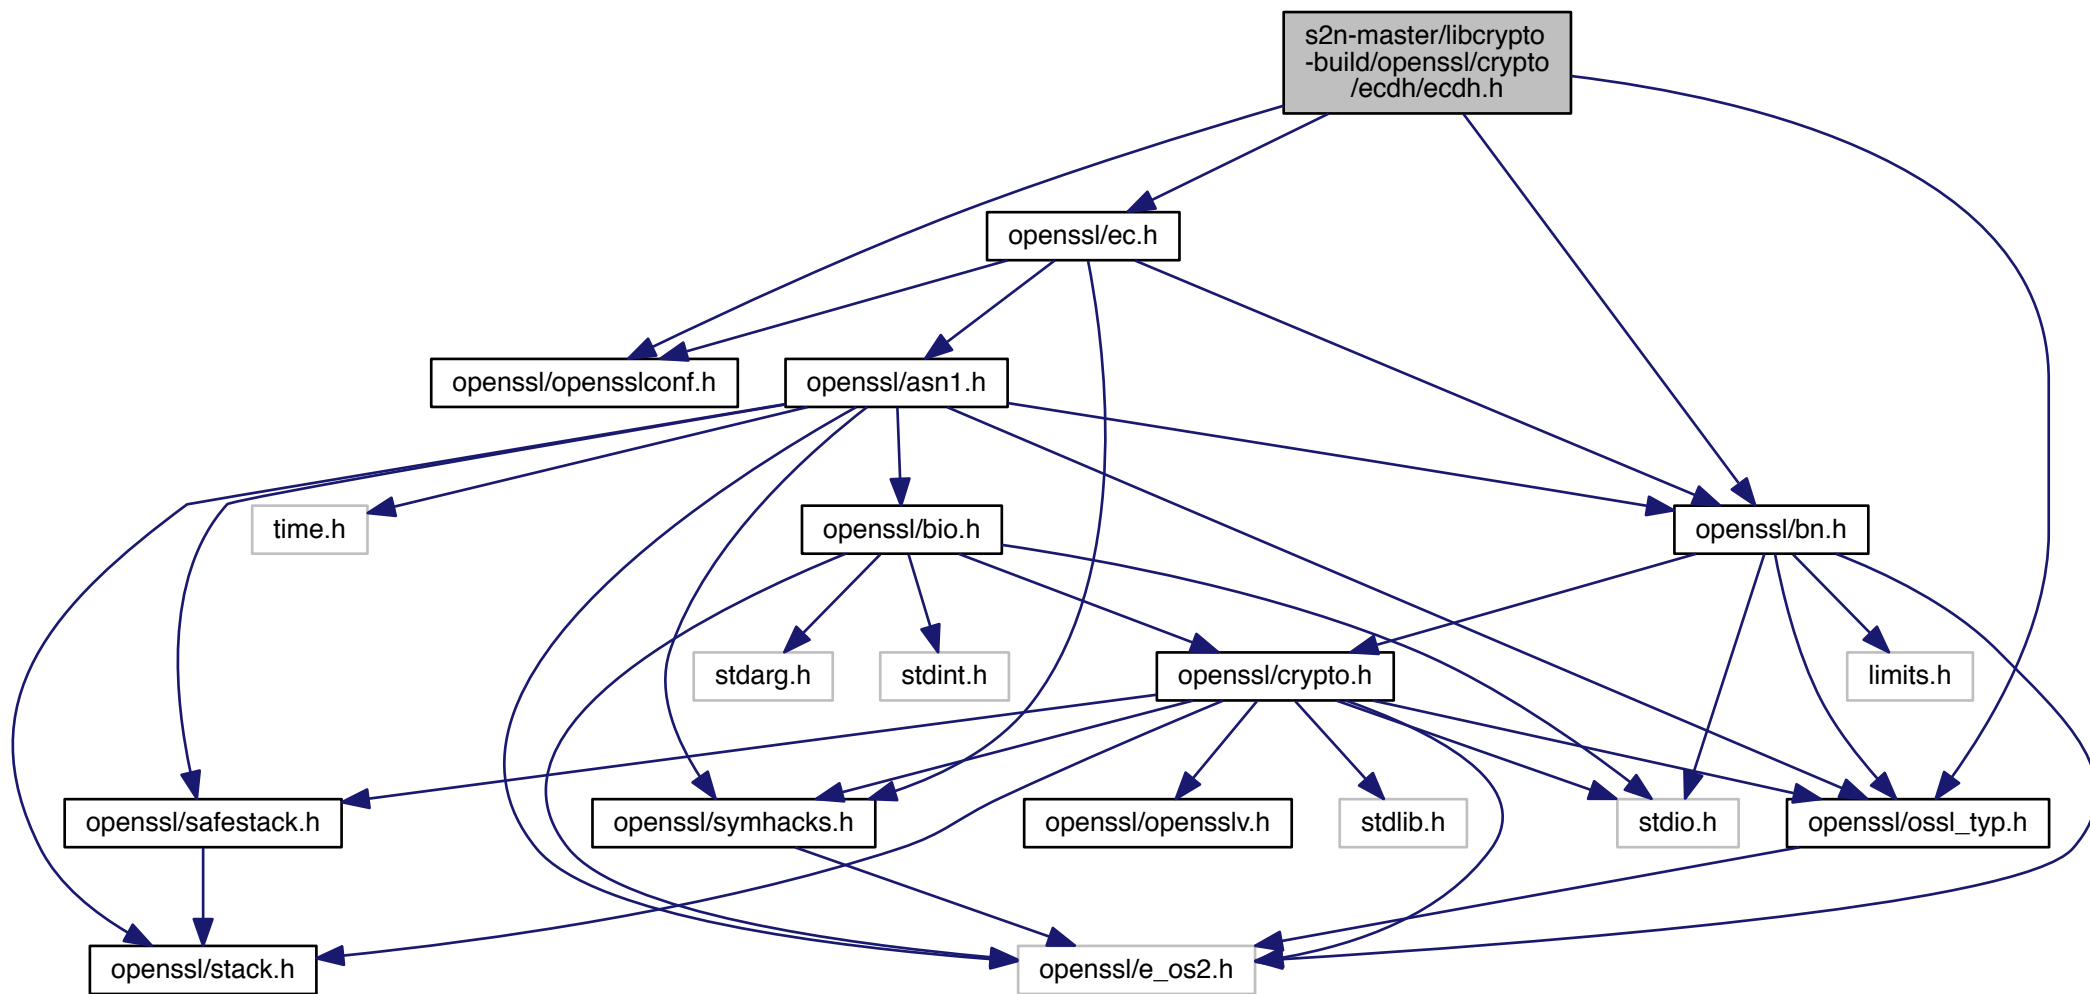 s2n-master/libcrypto
-build/openssl/crypto
/ecdh/ecdh.h
openssl/ec.h
openssl/opensslconf.h
openssl/asn1.h
time.h
openssl/bio.h
openssl/bn.h
stdarg.h
stdint.h
openssl/crypto.h
limits.h
openssl/safestack.h
openssl/symhacks.h
openssl/opensslv.h
stdlib.h
stdio.h
openssl/ossl_typ.h
openssl/stack.h
openssl/e_os2.h